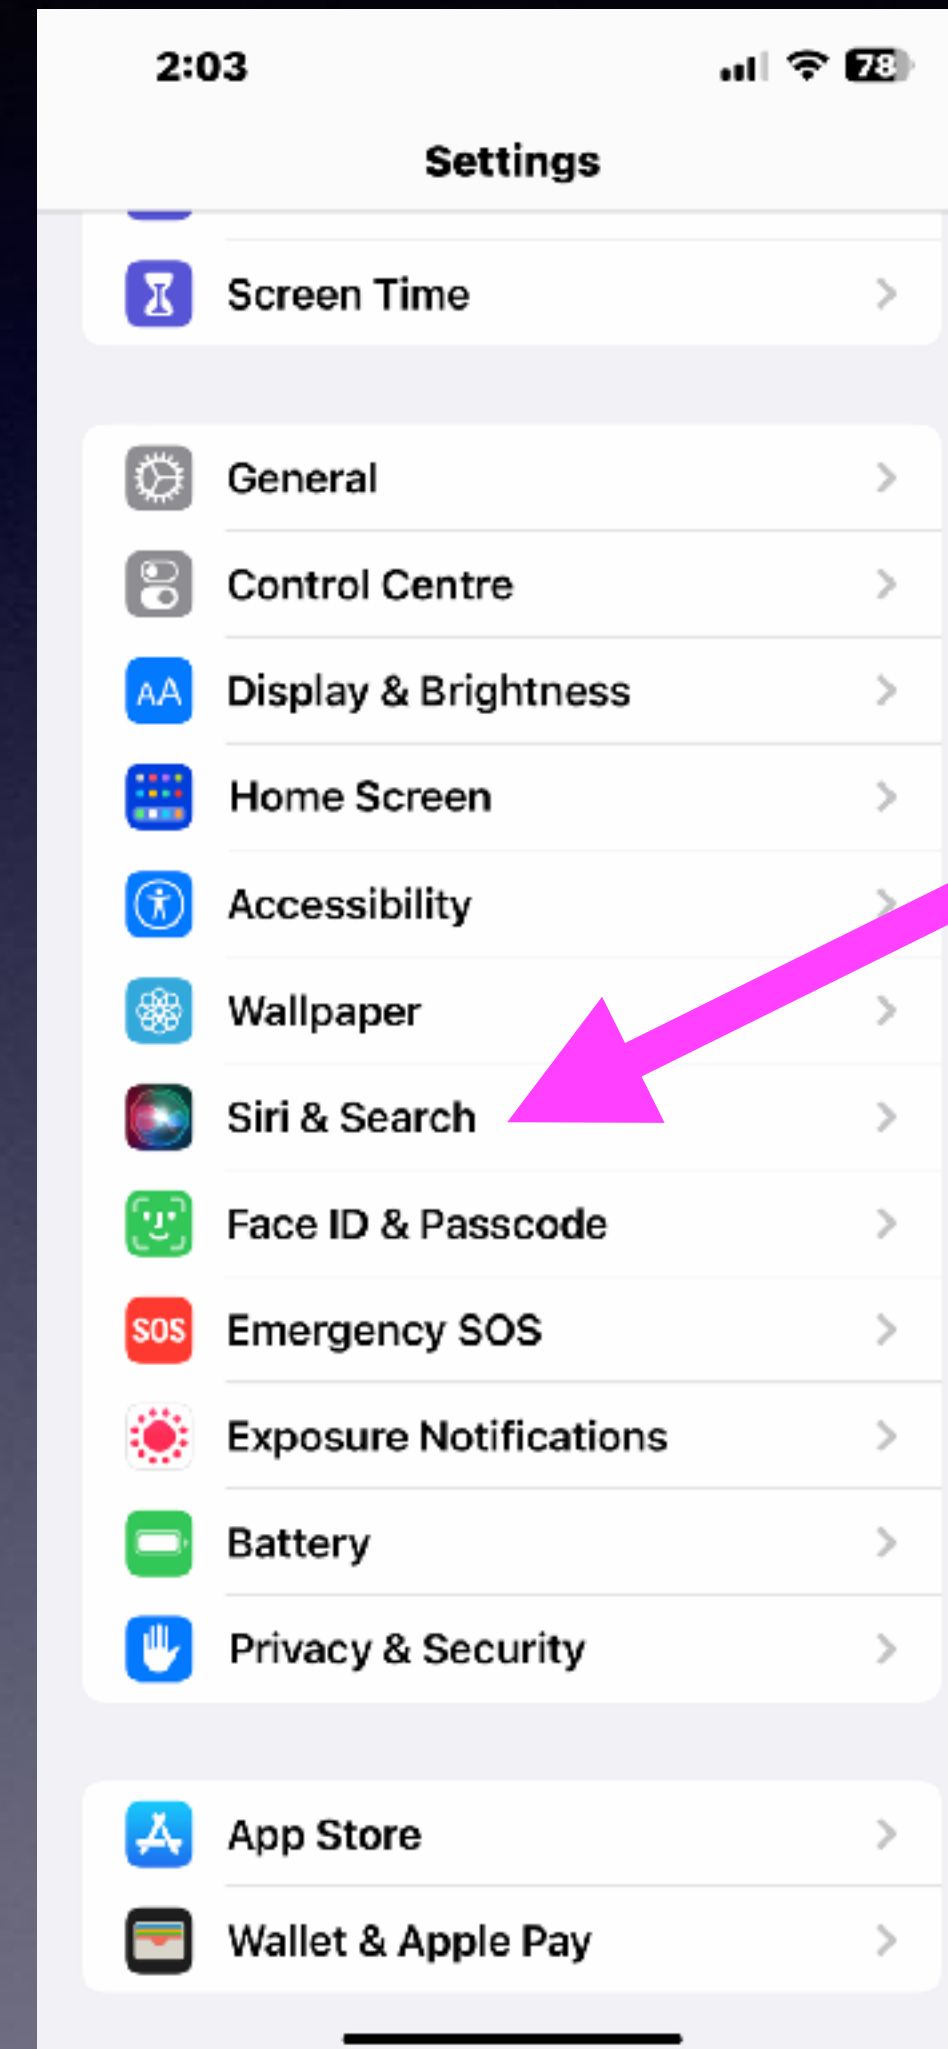 2:03
78
Settings
Screen Time
General
Control Centre
AA
Display & Brightness
Home Screen
Accessibility
Wallpaper
Siri & Search
Face ID & Passcode
SOS
Emergency SOS
Exposure Notifications
Battery
Privacy & Security
App Store
Wallet & Apple Pay